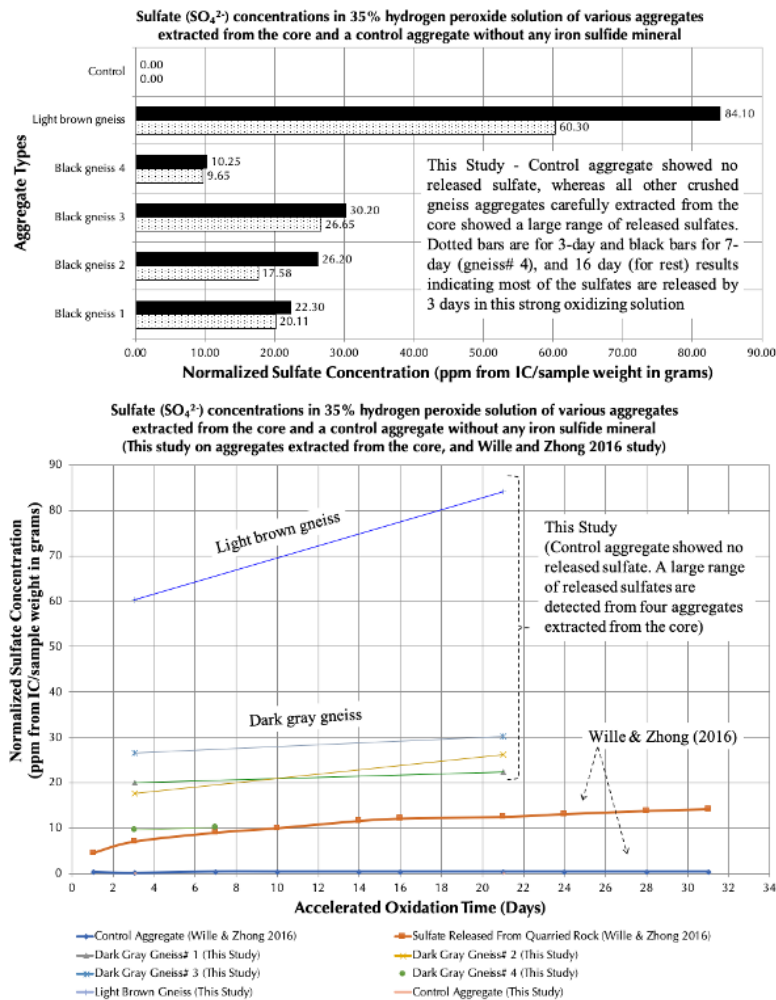 Sulfate (SO₄²⁻) concentrations in 35% hydrogen peroxide solution of various aggregates
extracted from the core and a control aggregate without any iron sulfide mineral
Aggregate Types
Control
0.00
0.00
Light brown gneiss
84.10
60.30
Black gneiss 4
10.25
9.65
Black gneiss 3
30.20
26.65
Black gneiss 2
26.20
17.58
Black gneiss 1
22.30
20.11
This Study - Control aggregate showed no
released sulfate, whereas all other crushed
gneiss aggregates carefully extracted from the
core showed a large range of released sulfates.
Dotted bars are for 3-day and black bars for 7-
day (gneiss# 4), and 16 day (for rest) results
indicating most of the sulfates are released by
3 days in this strong oxidizing solution
0.00 10.00 20.00 30.00 40.00 50.00 60.00 70.00 80.00 90.00
Normalized Sulfate Concentration (ppm from IC/sample weight in grams)
Sulfate (SO₄²⁻) concentrations in 35% hydrogen peroxide solution of various aggregates
extracted from the core and a control aggregate without any iron sulfide mineral
(This study on aggregates extracted from the core, and Wille and Zhong 2016 study)
Normalized Sulfate Concentration
(ppm from IC/sample weight in grams)
90
80
70
60
50
40
30
20
10
0
Light brown gneiss
This Study
(Control aggregate showed no
released sulfate. A large range
of released sulfates are
detected from four aggregates
extracted from the core)
Dark gray gneiss
Wille & Zhong (2016)
0 2 4 6 8 10 12 14 16 18 20 22 24 26 28 30 32 34
Accelerated Oxidation Time (Days)
Control Aggregate (Wille & Zhong 2016)
Sulfate Released From Quarried Rock (Wille & Zhong 2016)
Dark Gray Gneiss# 1 (This Study)
Dark Gray Gneiss# 2 (This Study)
Dark Gray Gneiss# 3 (This Study)
Dark Gray Gneiss# 4 (This Study)
Light Brown Gneiss (This Study)
Control Aggregate (This Study)